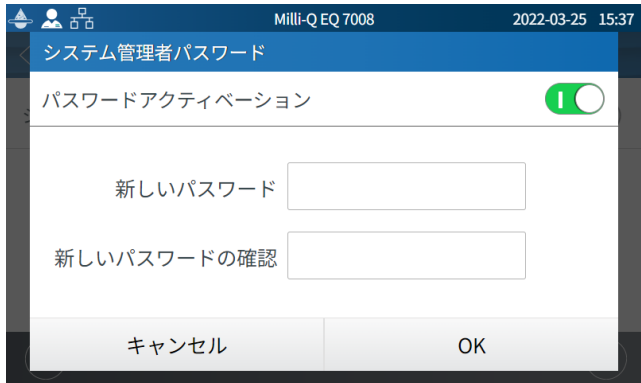 Milli-Q EQ 7008 2022-03-25 15:37
システム管理者パスワード
パスワードアクティベーション
新しいパスワード
新しいパスワードの確認
キャンセル OK